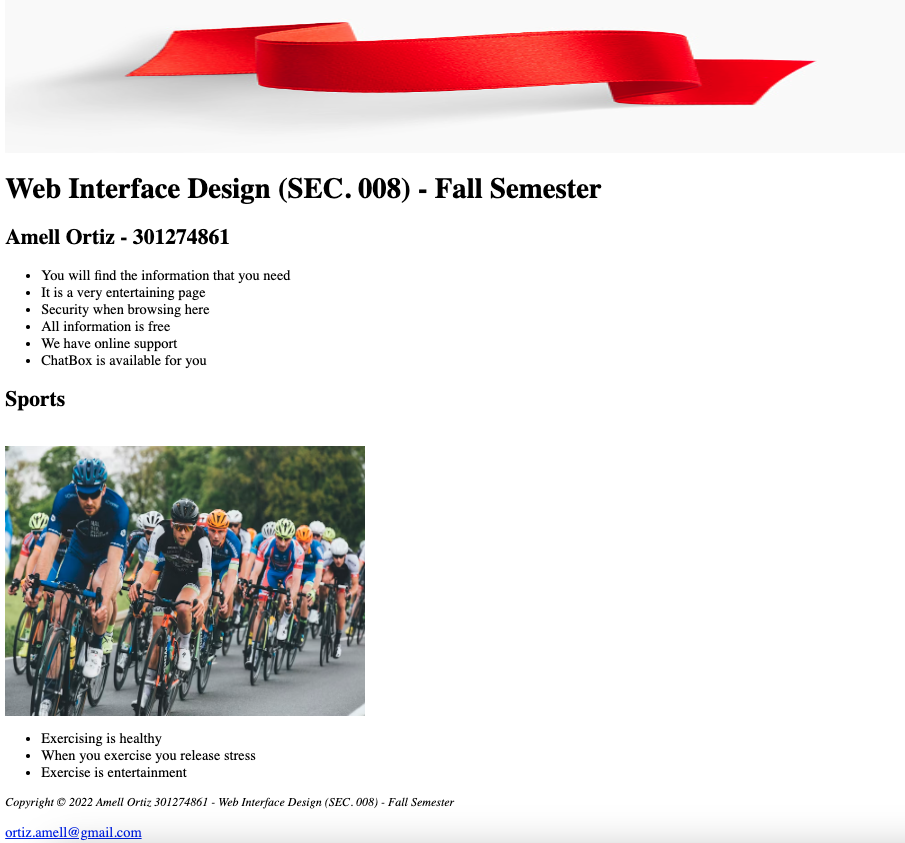 Web Interface Design (SEC. 008) - Fall Semester
Amell Ortiz - 301274861
• You will find the information that you need
• It is a very entertaining page
• Security when browsing here
• All information is free
• We have online support
• ChatBox is available for you
Sports
• Exercising is healthy
• When you exercise you release stress
• Exercise is entertainment
Copyright © 2022 Amell Ortiz 301274861 - Web Interface Design (SEC. 008) - Fall Semester
ortiz.amell@gmail.com